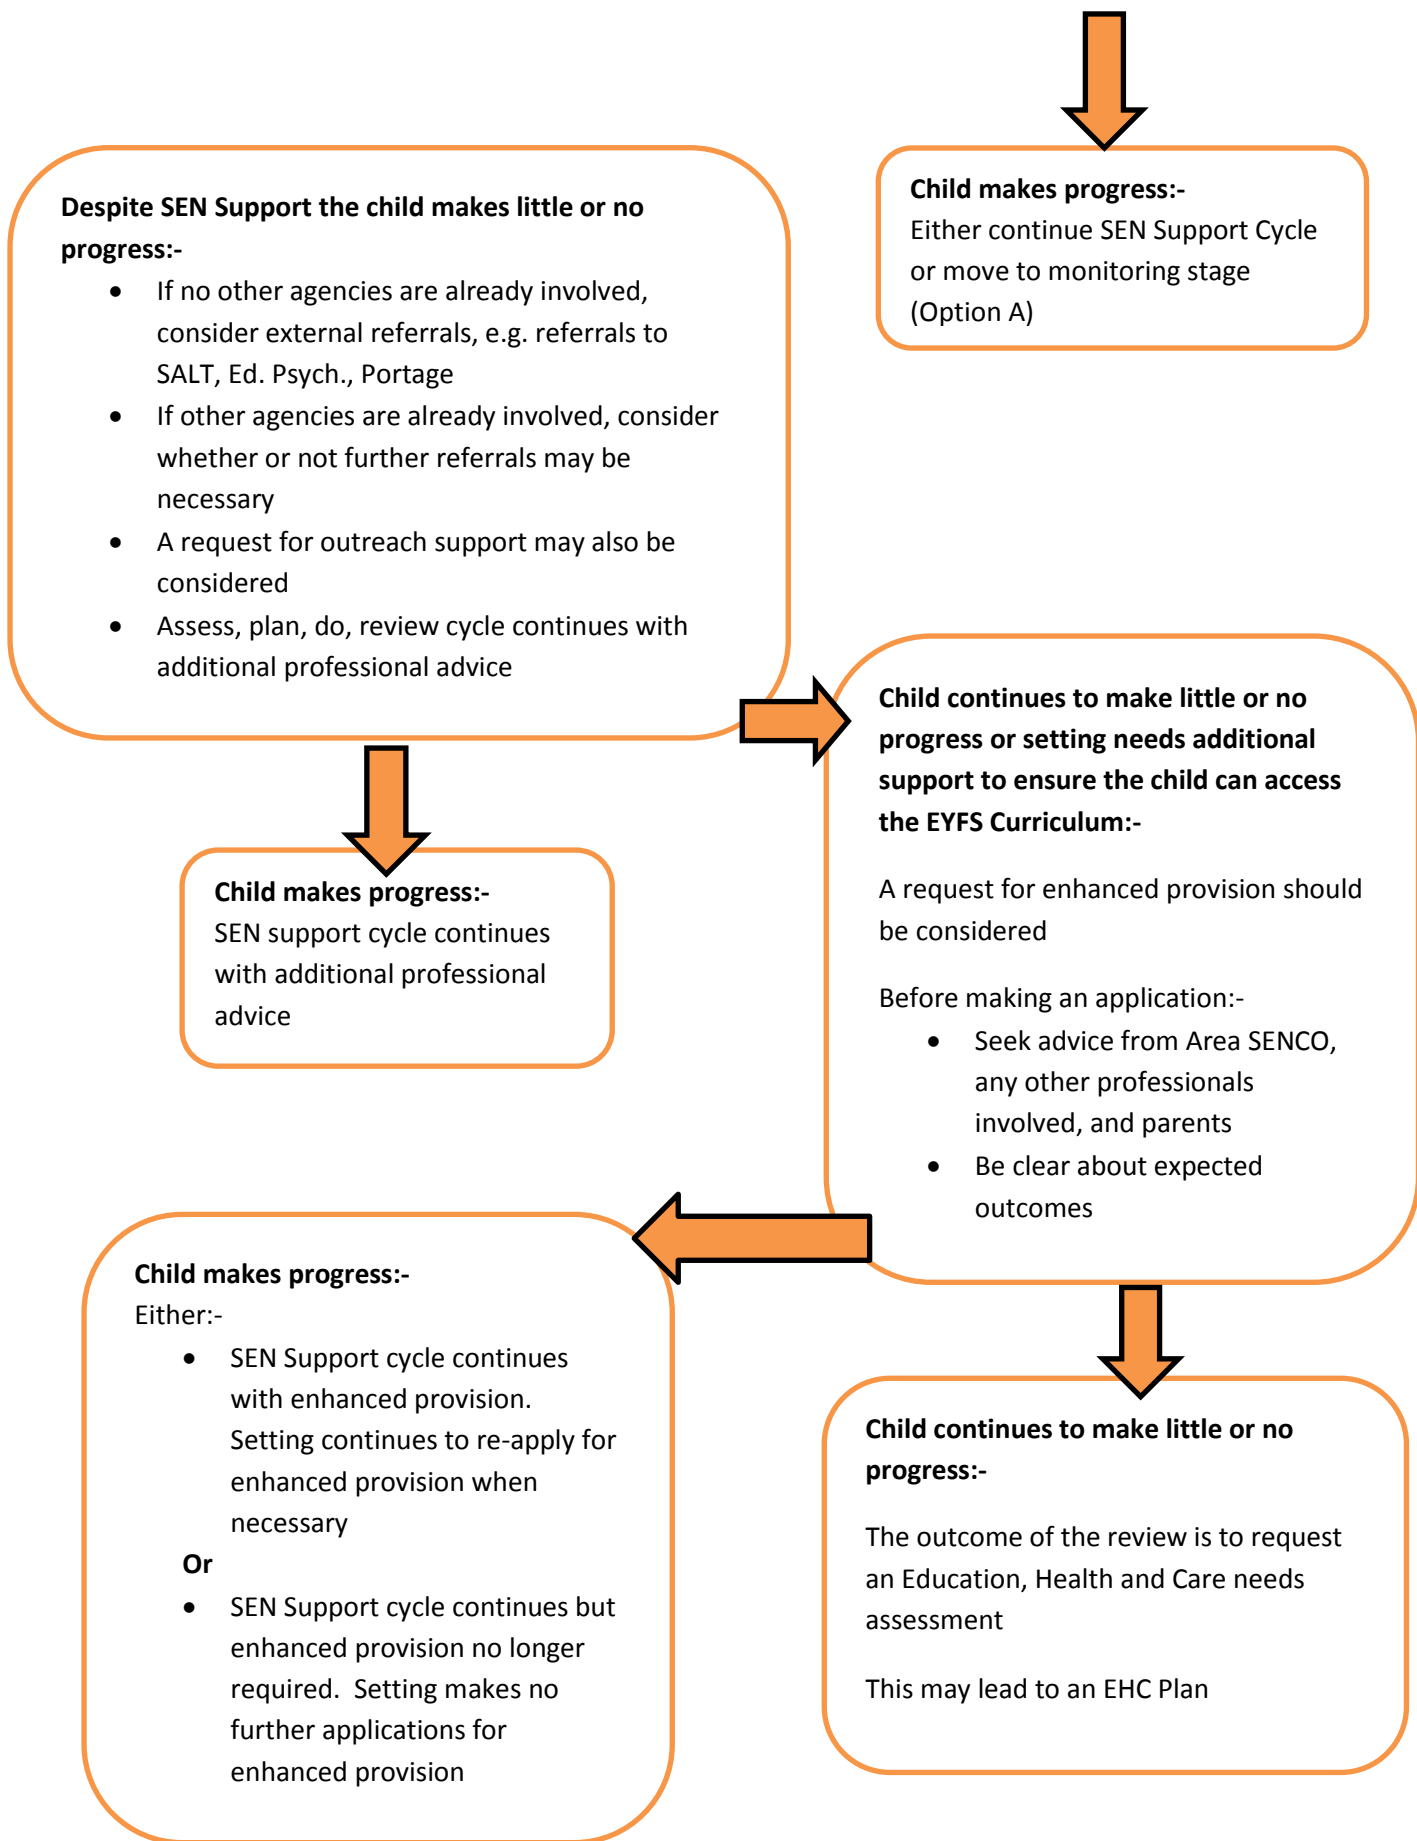 Child makes progress:-
Either continue SEN Support Cycle
or move to monitoring stage
(Option A)
Despite SEN Support the child makes little or no
progress:-
• If no other agencies are already involved,
consider external referrals, e.g. referrals to
SALT, Ed. Psych., Portage
• If other agencies are already involved, consider
whether or not further referrals may be
necessary
• A request for outreach support may also be
considered
• Assess, plan, do, review cycle continues with
additional professional advice
Child continues to make little or no
progress or setting needs additional
support to ensure the child can access
the EYFS Curriculum:-
A request for enhanced provision should
be considered
Before making an application:-
• Seek advice from Area SENCO,
any other professionals
involved, and parents
• Be clear about expected
outcomes
Child makes progress:-
SEN support cycle continues
with additional professional
advice
Child makes progress:-
Either:-
• SEN Support cycle continues
with enhanced provision.
Setting continues to re-apply for
enhanced provision when
necessary
Or
• SEN Support cycle continues but
enhanced provision no longer
required.  Setting makes no
further applications for
enhanced provision
Child continues to make little or no
progress:-
The outcome of the review is to request
an Education, Health and Care needs
assessment
This may lead to an EHC Plan